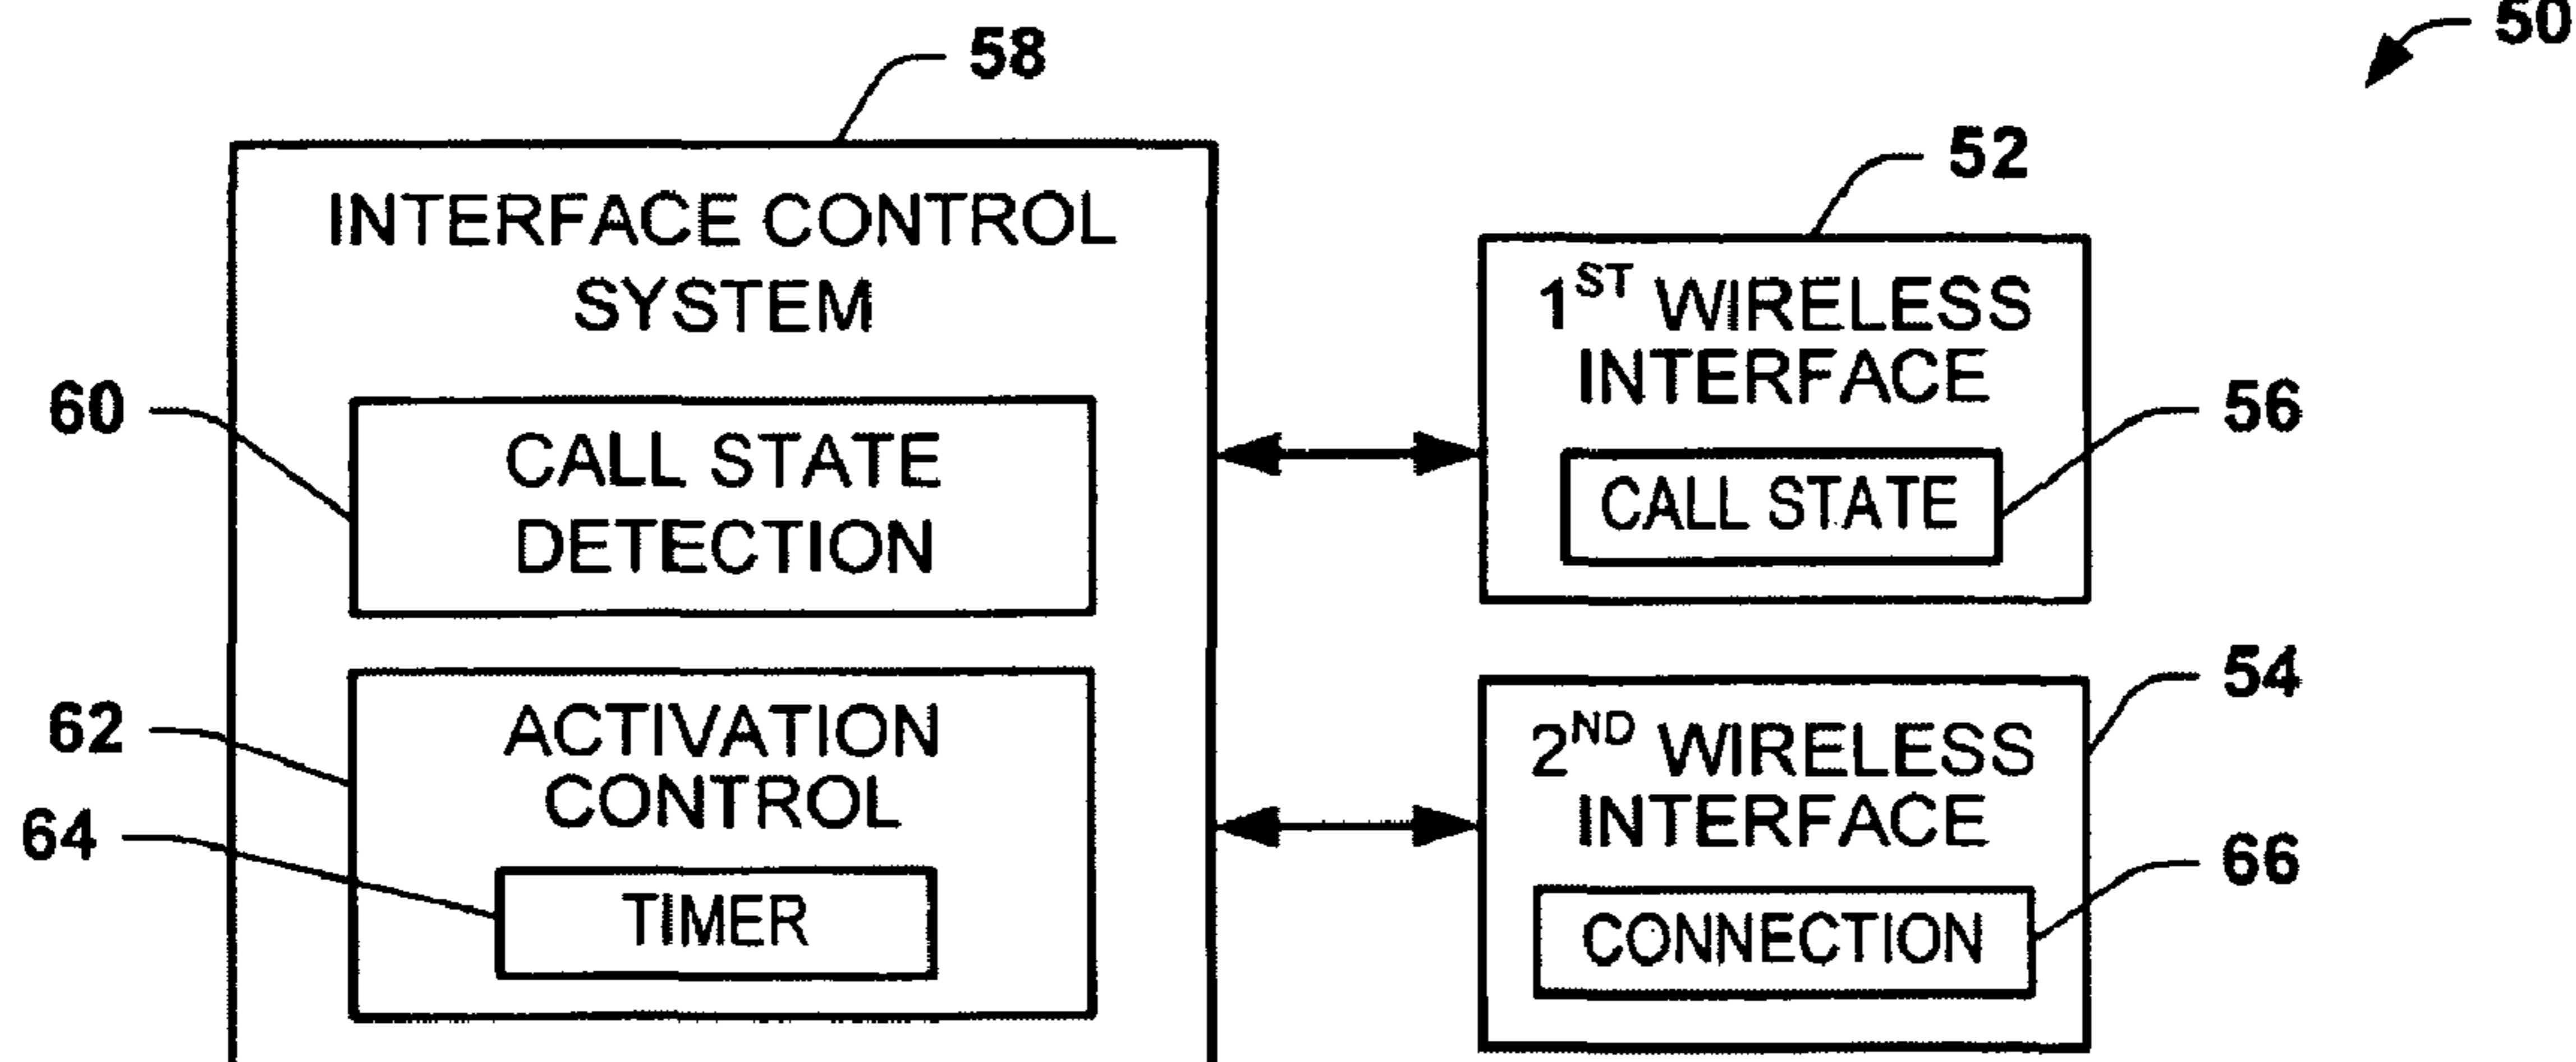 50
58
INTERFACE CONTROL
SYSTEM
52
1ST WIRELESS
INTERFACE
60
CALL STATE
DETECTION
56
CALL STATE
54
62
ACTIVATION
CONTROL
2ND WIRELESS
INTERFACE
64
TIMER
66
CONNECTION